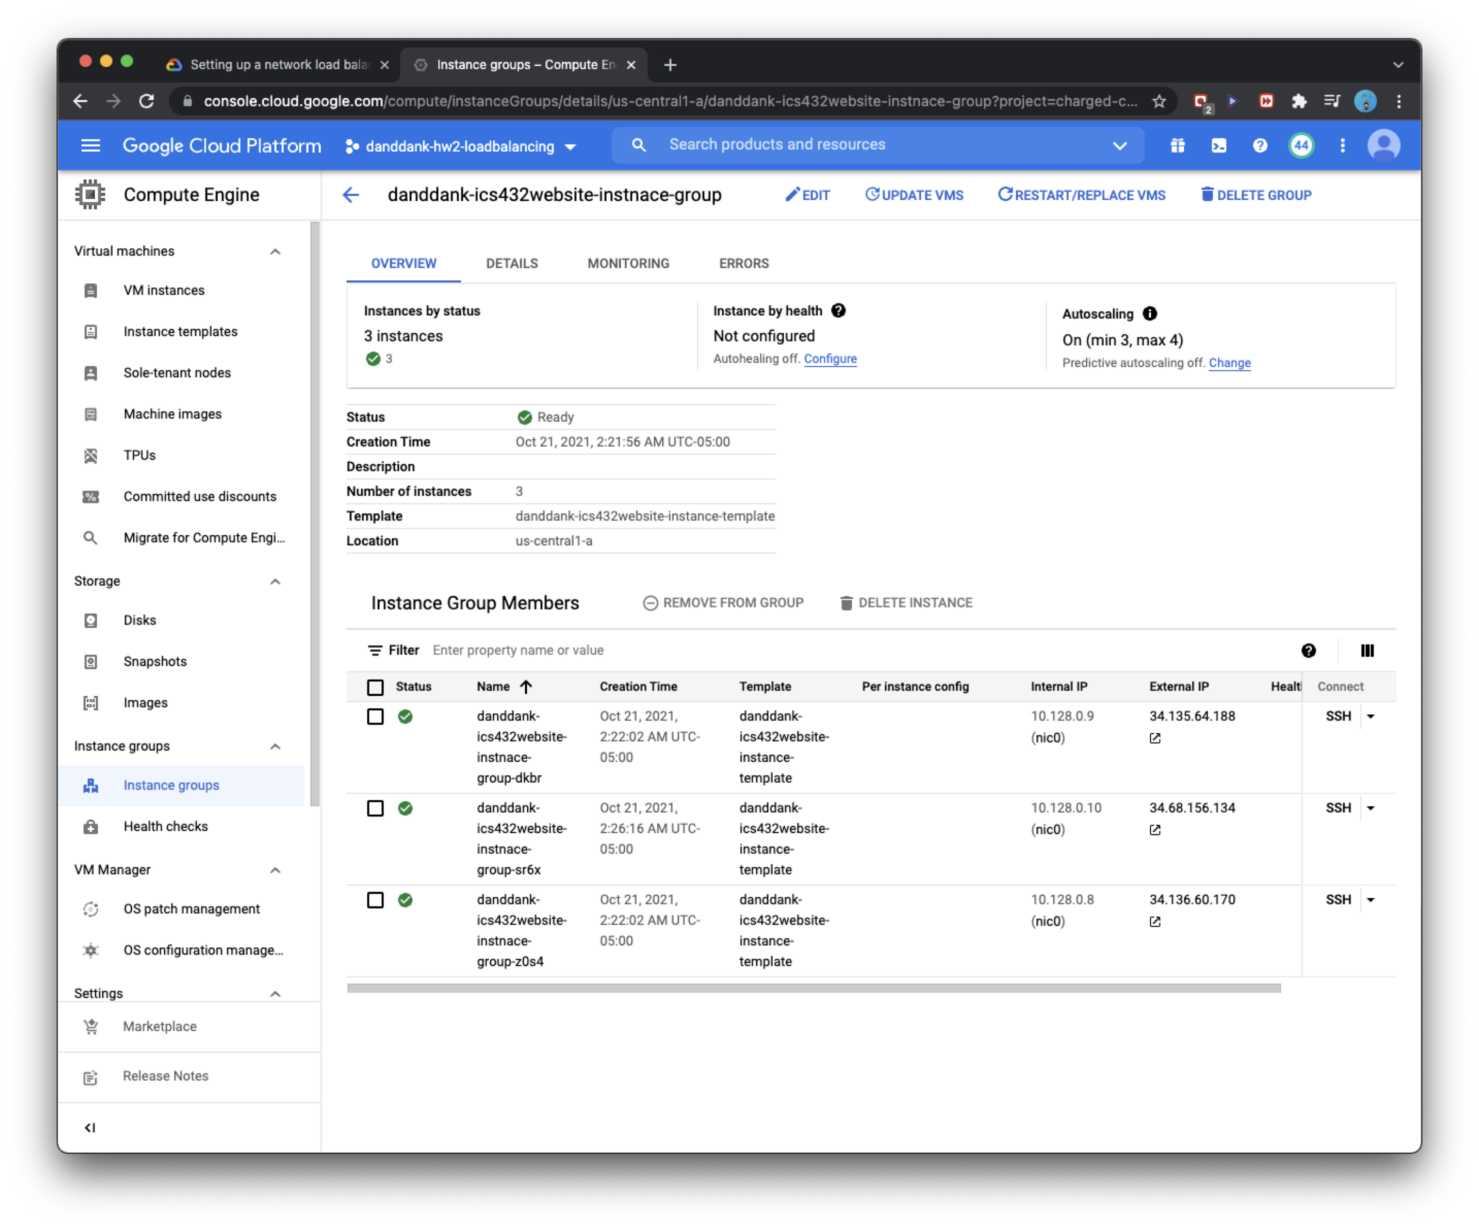 Setting up a network load bala
Instance groups – Compute En
console.cloud.google.com/compute/instanceGroups/details/us-central1-a/danddank-ics432website-instnace-group?project=charged-c...
2
Google Cloud Platform
danddank-hw2-loadbalancing
Search products and resources
44
Compute Engine
danddank-ics432website-instnace-group
EDIT
UPDATE VMS
RESTART/REPLACE VMS
DELETE GROUP
Virtual machines
VM instances
Instance templates
Sole-tenant nodes
Machine images
TPUs
Committed use discounts
Migrate for Compute Engi...
Storage
Disks
Snapshots
Images
Instance groups
Instance groups
Health checks
VM Manager
OS patch management
OS configuration manage...
Settings
Marketplace
Release Notes
OVERVIEW
DETAILS
MONITORING
ERRORS
Instances by status
3 instances
3
Instance by health
Not configured
Autohealing off. Configure
Autoscaling
On (min 3, max 4)
Predictive autoscaling off. Change
Status Ready
Creation Time Oct 21, 2021, 2:21:56 AM UTC-05:00
Description
Number of instances 3
Template danddank-ics432website-instance-template
Location us-central1-a
Instance Group Members
REMOVE FROM GROUP
DELETE INSTANCE
Filter Enter property name or value
Status Name Creation Time Template Per instance config Internal IP External IP Healt Connect
danddank- Oct 21, 2021, danddank- 10.128.0.9 34.135.64.188 SSH
ics432website- 2:22:02 AM UTC- ics432website- (nic0)
instnace- 05:00 instance-
group-dkbr template
danddank- Oct 21, 2021, danddank- 10.128.0.10 34.68.156.134 SSH
ics432website- 2:26:16 AM UTC- ics432website- (nic0)
instnace- 05:00 instance-
group-sr6x template
danddank- Oct 21, 2021, danddank- 10.128.0.8 34.136.60.170 SSH
ics432website- 2:22:02 AM UTC- ics432website- (nic0)
instnace- 05:00 instance-
group-z0s4 template